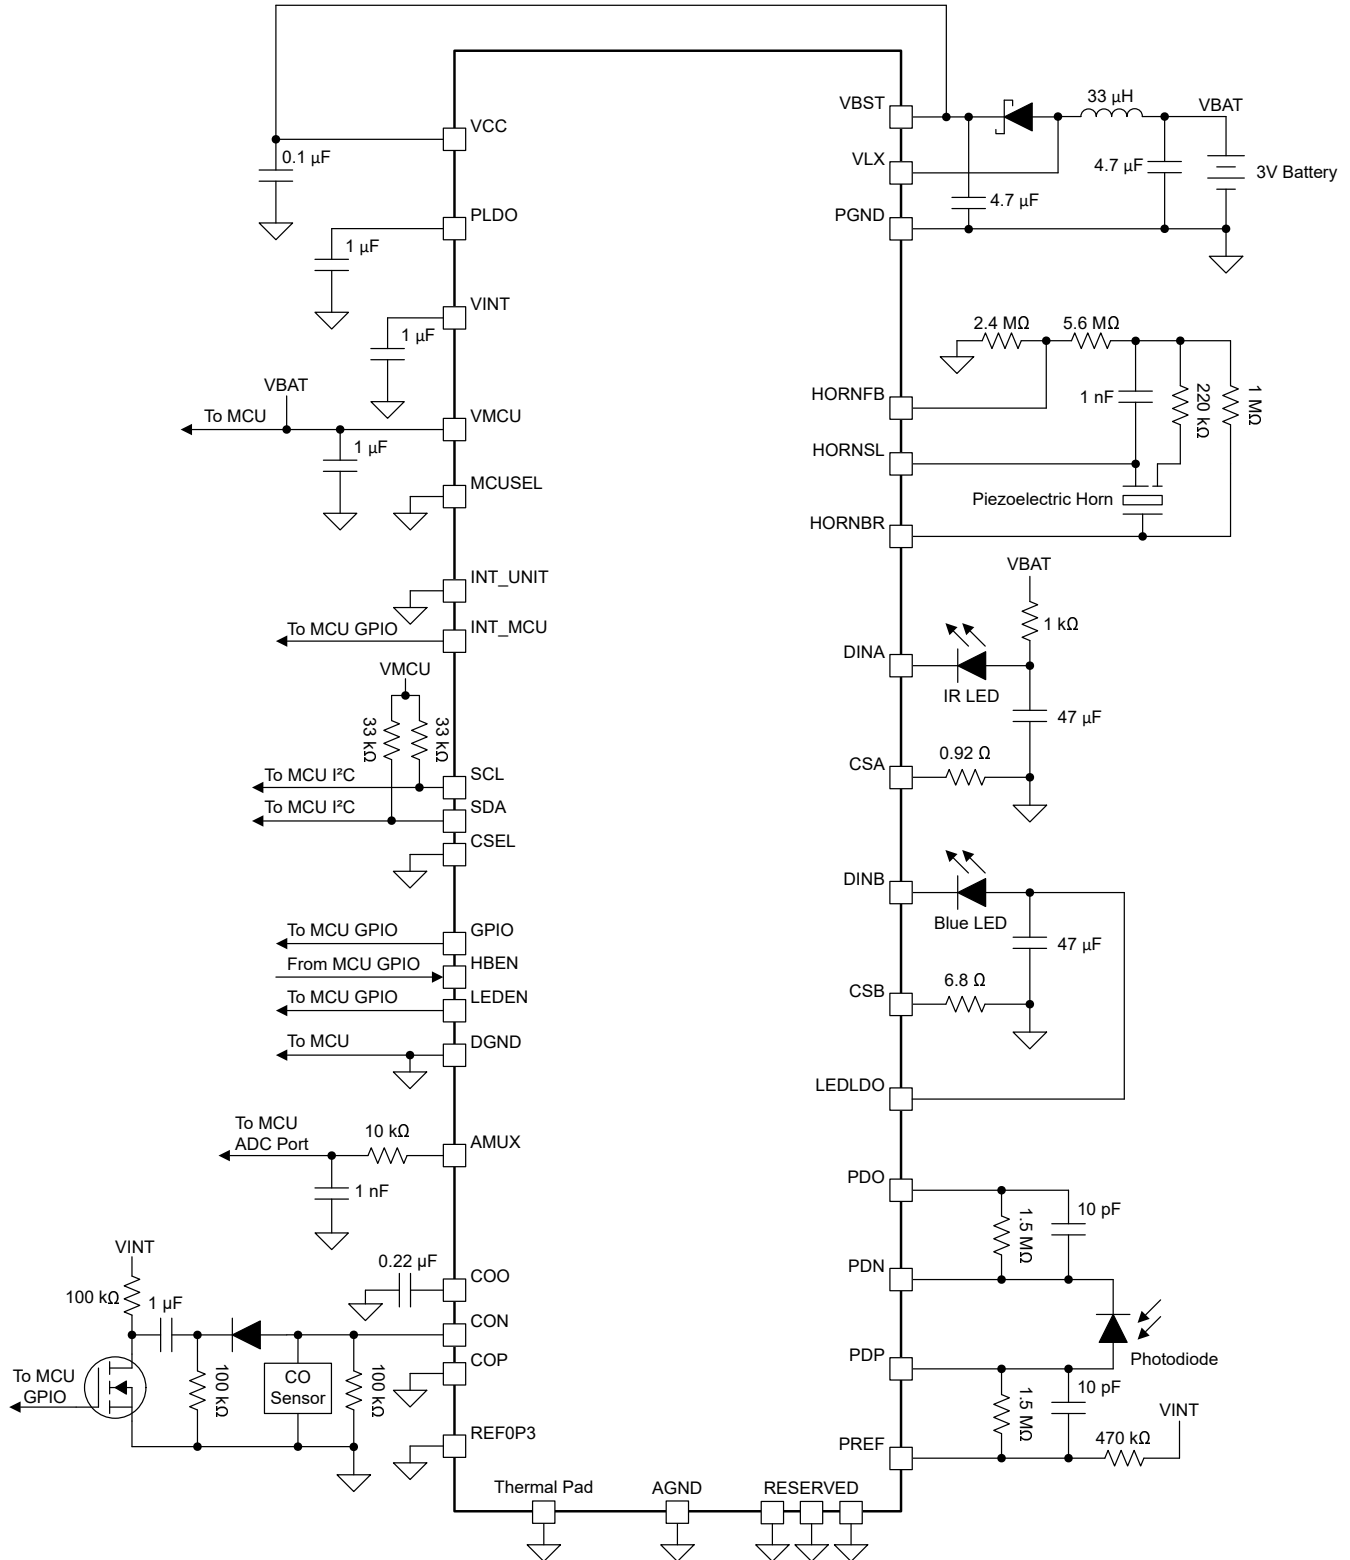 VBST
33 µH
VBAT
VCC
0.1 µF
VLX
4.7 µF
3V Battery
4.7 µF
PLDO
PGND
1 µF
VINT
1 µF
2.4 MΩ
5.6 MΩ
VBAT
To MCU
VMCU
HORNFB
1 nF
220 kΩ
1 MΩ
1 µF
HORNSL
MCUSEL
Piezoelectric Horn
HORNBR
INT_UNIT
VBAT
To MCU GPIO
INT_MCU
1 kΩ
DINA
VMCU
IR LED
33 kΩ
33 kΩ
47 µF
To MCU I²C
SCL
CSA
0.92 Ω
To MCU I²C
SDA
CSEL
DINB
Blue LED
To MCU GPIO
GPIO
47 µF
From MCU GPIO
HBEN
To MCU GPIO
LEDEN
CSB
6.8 Ω
To MCU
DGND
LEDLDO
To MCU
ADC Port
10 kΩ
AMUX
1 nF
PDO
1.5 MΩ
10 pF
VINT
0.22 µF
COO
PDN
100 kΩ
1 µF
CON
COP
To MCU
GPIO
100 kΩ
CO
Sensor
100 kΩ
PDP
Photodiode
10 pF
1.5 MΩ
VINT
REF0P3
PREF
470 kΩ
Thermal Pad
AGND
RESERVED